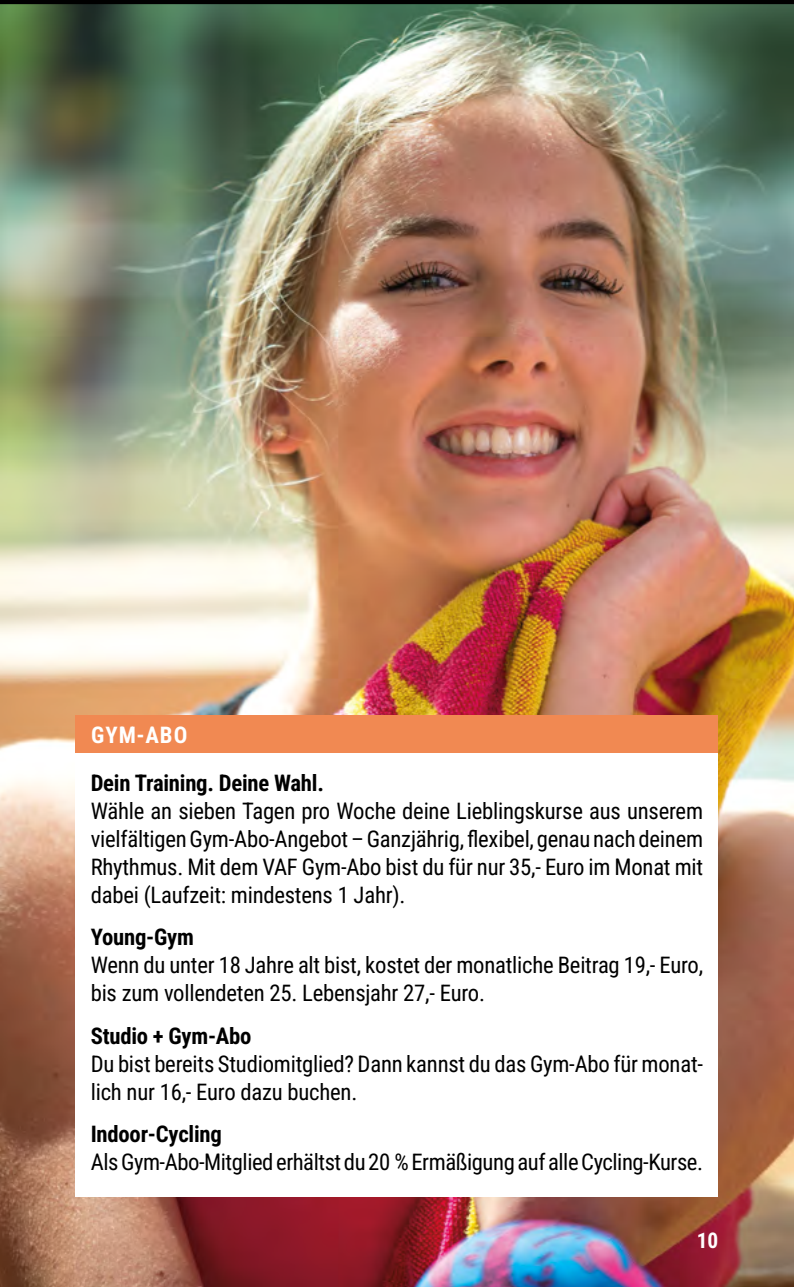 GYM-ABO
Dein Training. Deine Wahl.
Wähle an sieben Tagen pro Woche deine Lieblingskurse aus unserem
vielfältigen Gym-Abo-Angebot – Ganzjährig, flexibel, genau nach deinem
Rhythmus. Mit dem VAF Gym-Abo bist du für nur 35,- Euro im Monat mit
dabei (Laufzeit: mindestens 1 Jahr).
Young-Gym
Wenn du unter 18 Jahre alt bist, kostet der monatliche Beitrag 19,- Euro,
bis zum vollendeten 25. Lebensjahr 27,- Euro.
Studio + Gym-Abo
Du bist bereits Studiomitglied? Dann kannst du das Gym-Abo für monat-
lich nur 16,- Euro dazu buchen.
Indoor-Cycling
Als Gym-Abo-Mitglied erhältst du 20 % Ermäßigung auf alle Cycling-Kurse.
10